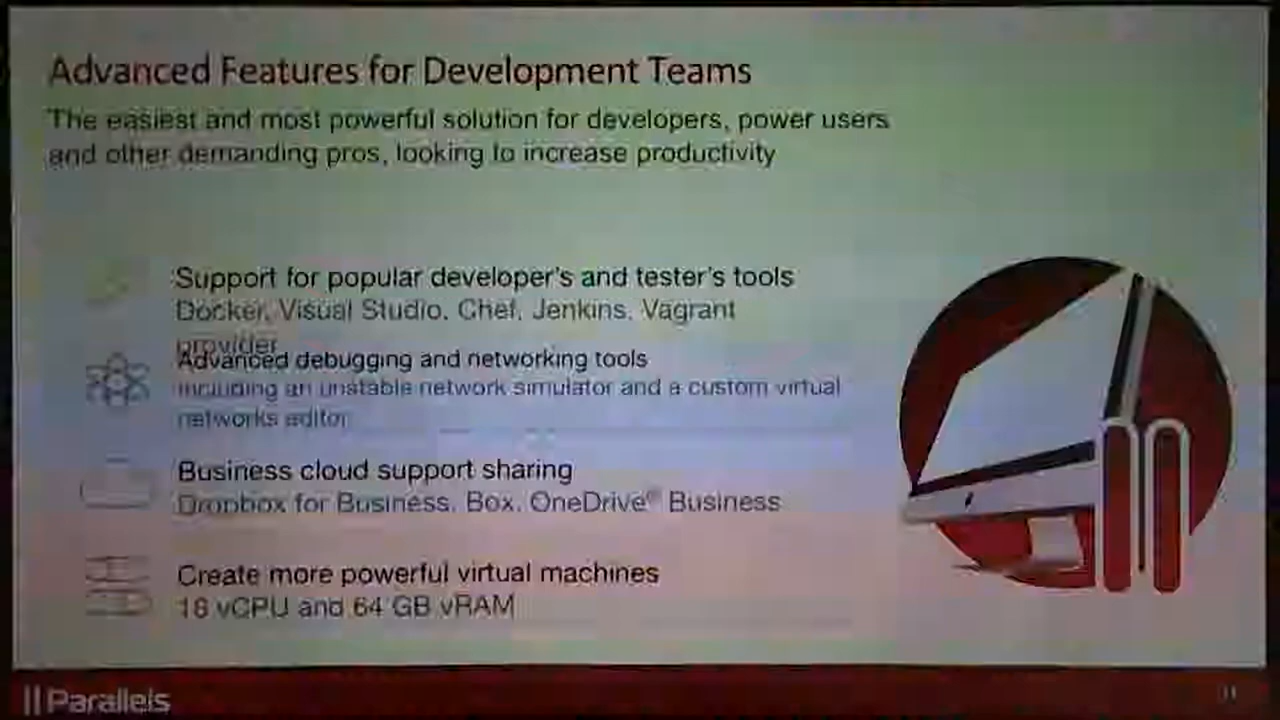 Advanced Features for Development Teams
The easiest and most powerful solution for developers, power users
and other demanding pros, looking to increase productivity
Support for popular developer's and tester's tools
Docker, Visual Studio, Chef, Jenkins, Vagrant
provider
Advanced debugging and networking tools
including an unstable network simulator and a custom virtual
networks editor
Business cloud support sharing
Dropbox for Business, Box, OneDrive® Business
Create more powerful virtual machines
and 64 GB vRAM
Parallels